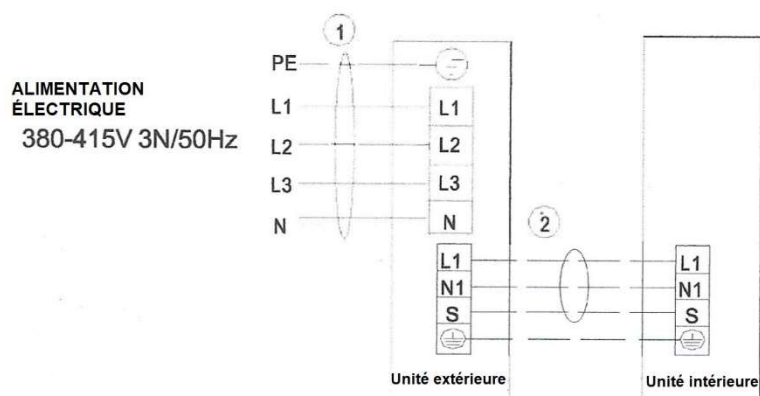 1
PE
ALIMENTATION
ÉLECTRIQUE
380-415V 3N/50Hz
L1
L1
L2
L2
L3
L3
N
N
2
L1
L1
N1
N1
S
S
Unité extérieure
Unité intérieure